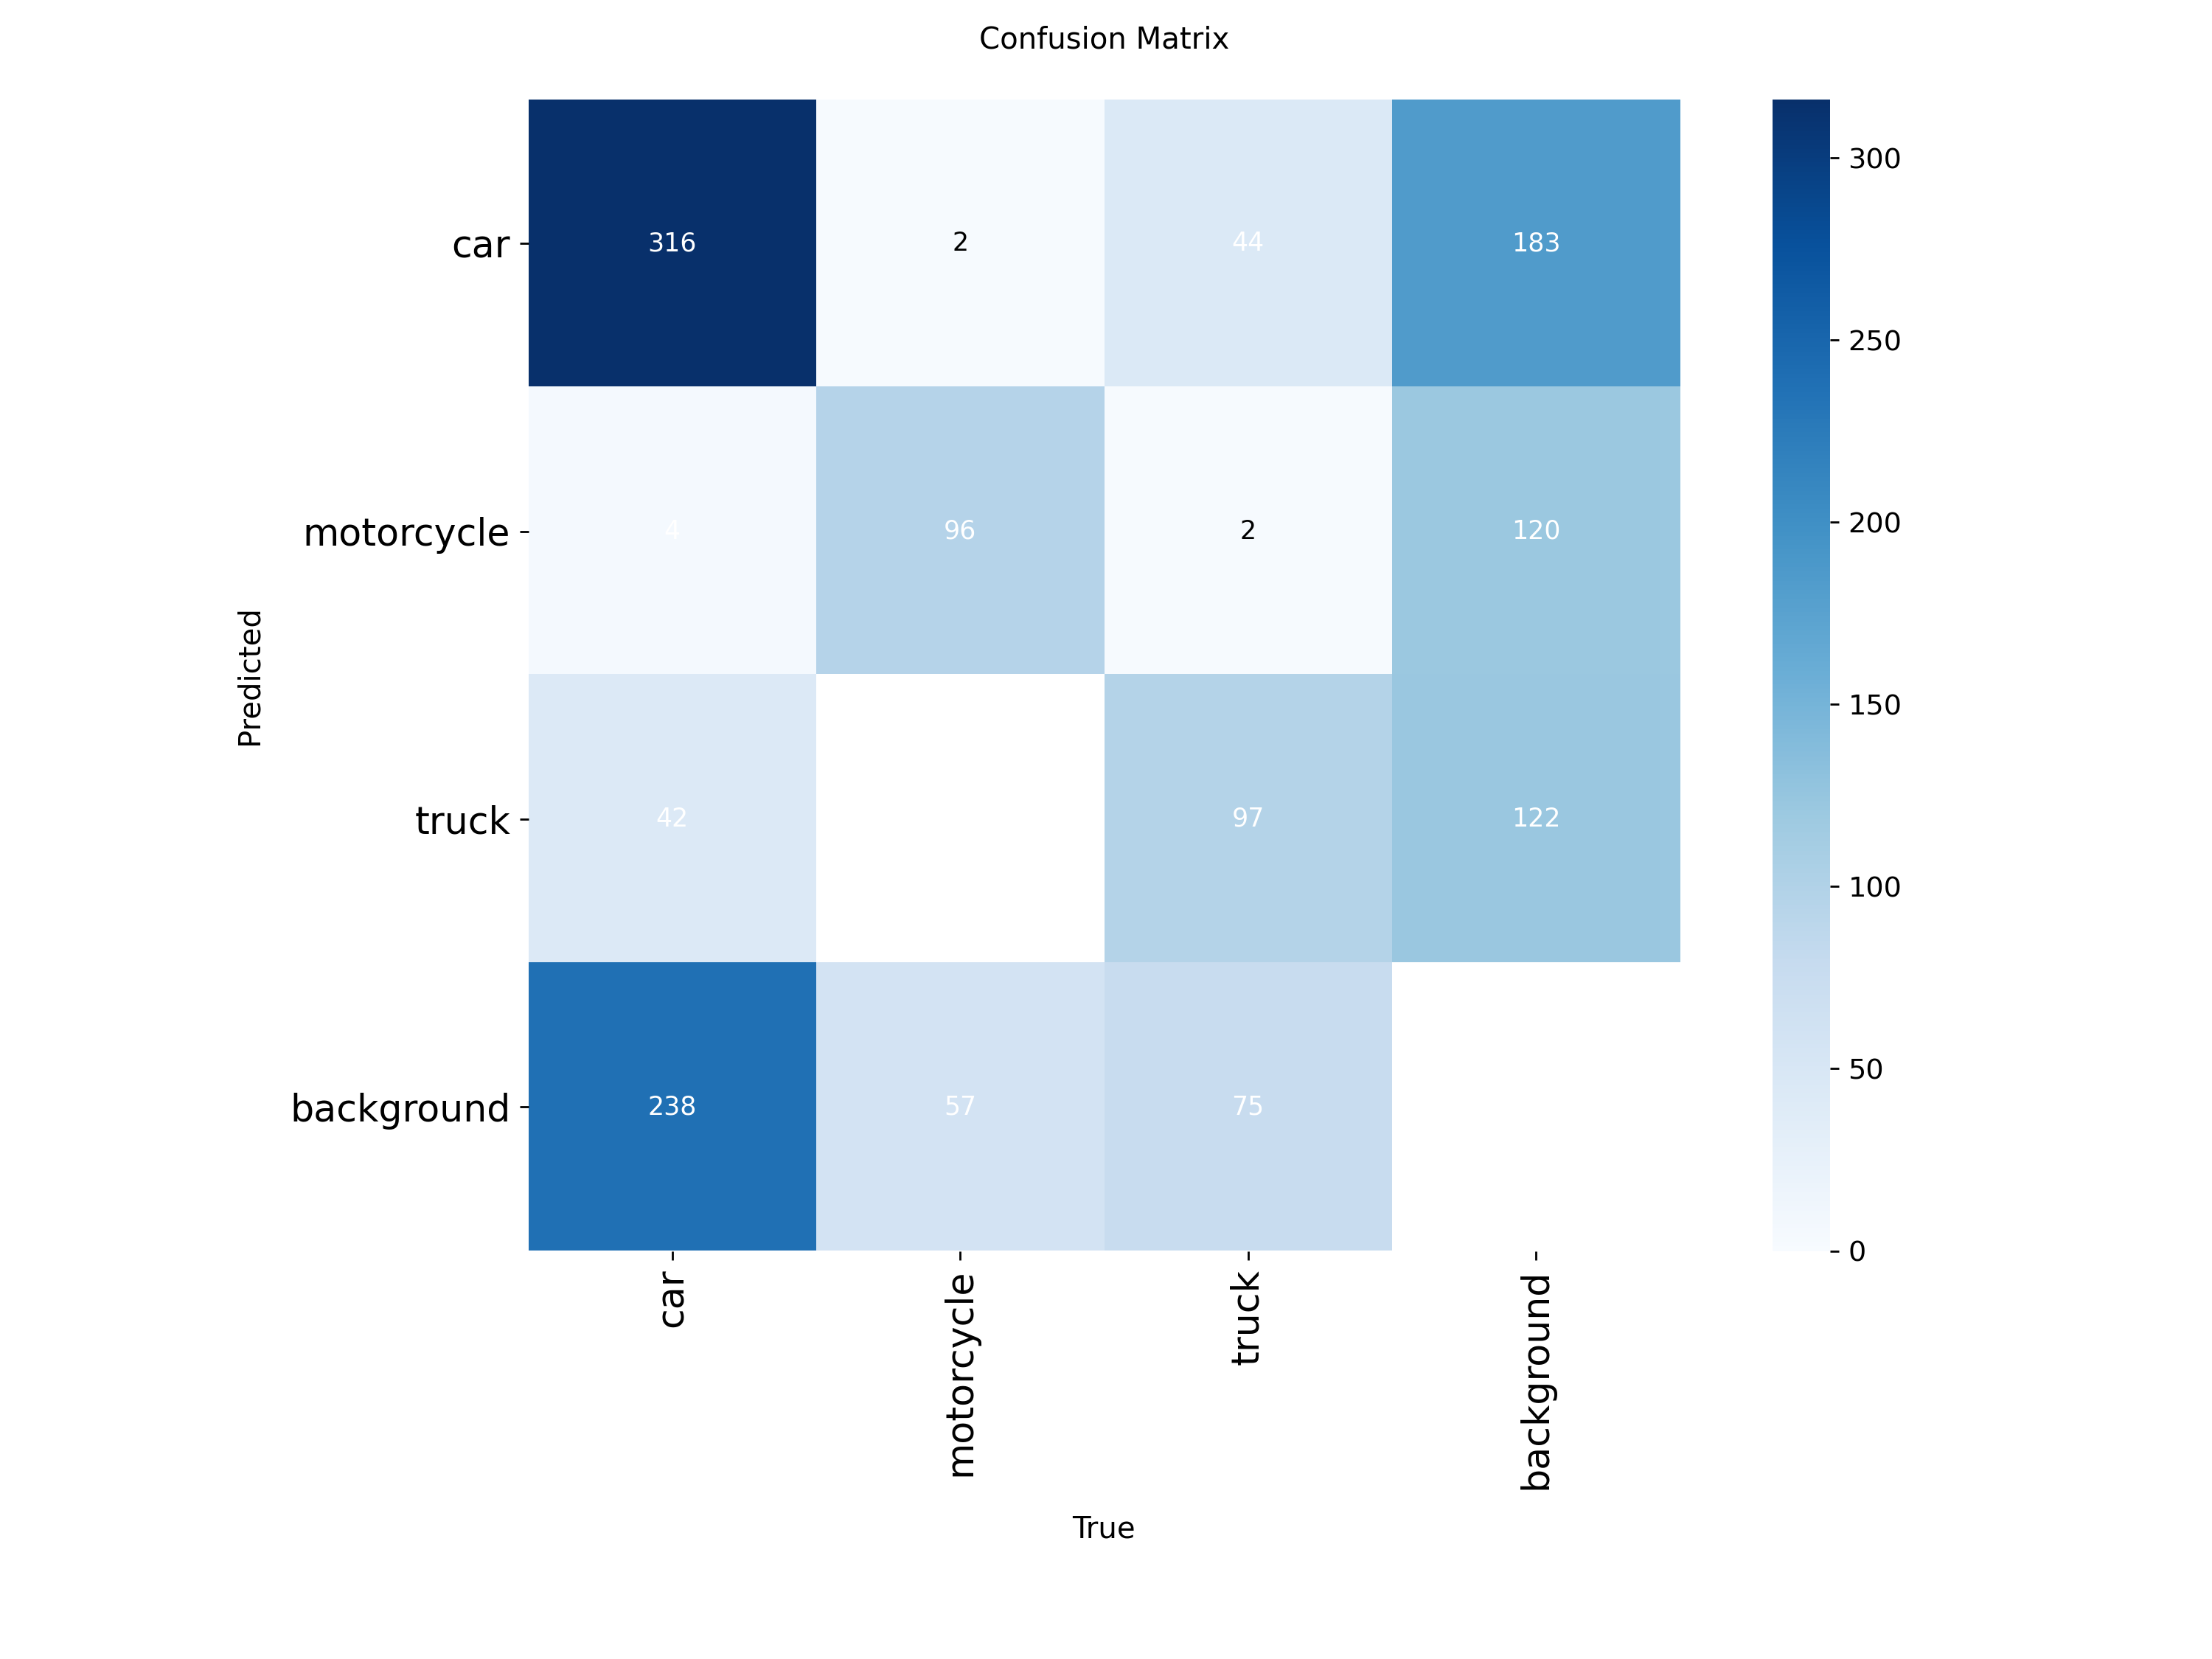 Confusion Matrix
car 316 2 44 183
motorcycle 4 96 2 120
truck 42 97 122
background 238 57 75
Predicted
car motorcycle truck background
True
300
250
200
150
100
50
0